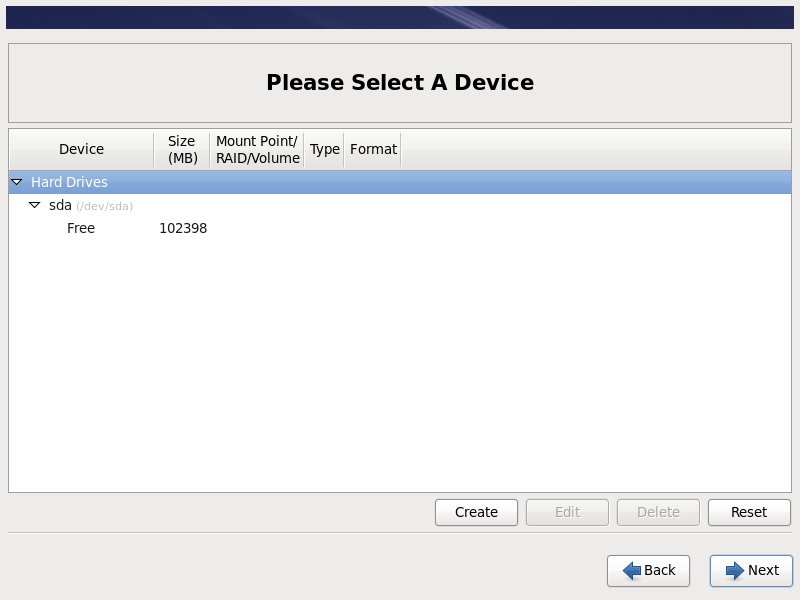 Please Select A Device
Device
Size
(MB)
Mount Point/
RAID/Volume
Type
Format
Hard Drives
sda (/dev/sda)
Free 102398
Create Edit Delete Reset
Back Next